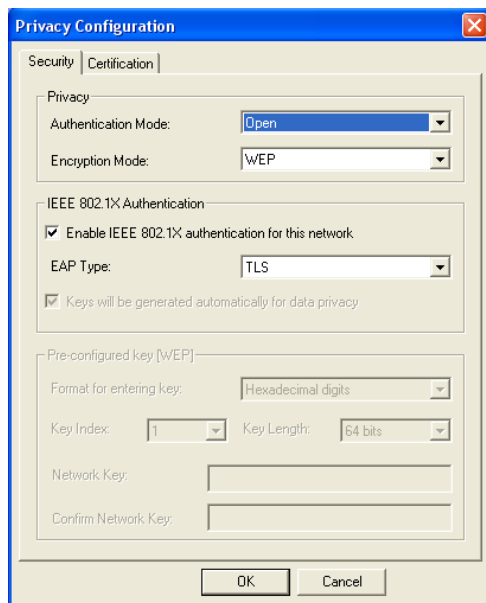 Privacy Configuration
Security Certification
Privacy
Authentication Mode: Open
Encryption Mode: WEP
IEEE 802.1X Authentication
Enable IEEE 802.1X authentication for this network
EAP Type: TLS
Keys will be generated automatically for data privacy
Pre-configured key [WEP]
Format for entering key: Hexadecimal digits
Key Index: 1 Key Length: 64 bits
Network Key:
Confirm Network Key:
OK Cancel